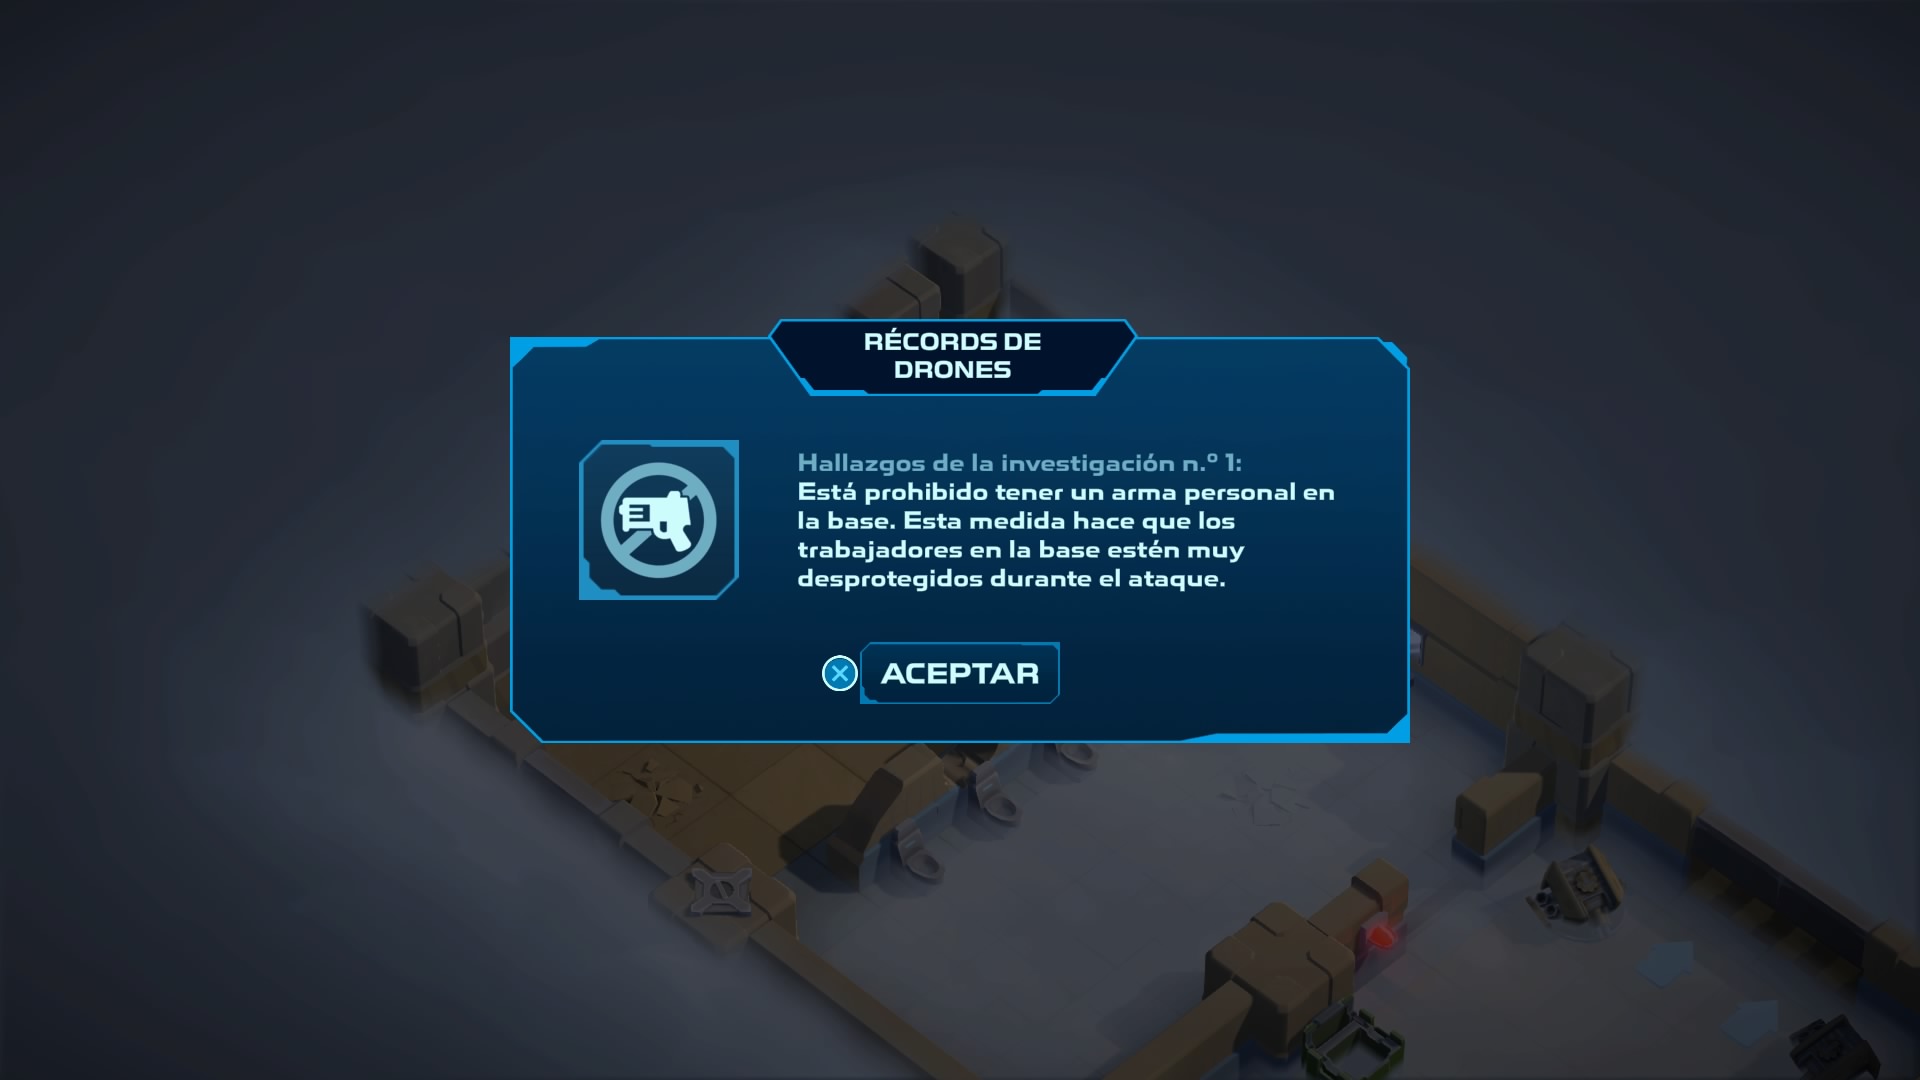 RÉCORDS DE
DRONES
Hallazgos de la investigación n.º 1:
Está prohibido tener un arma personal en
la base. Esta medida hace que los
trabajadores en la base estén muy
desprotegidos durante el ataque.
ACEPTAR